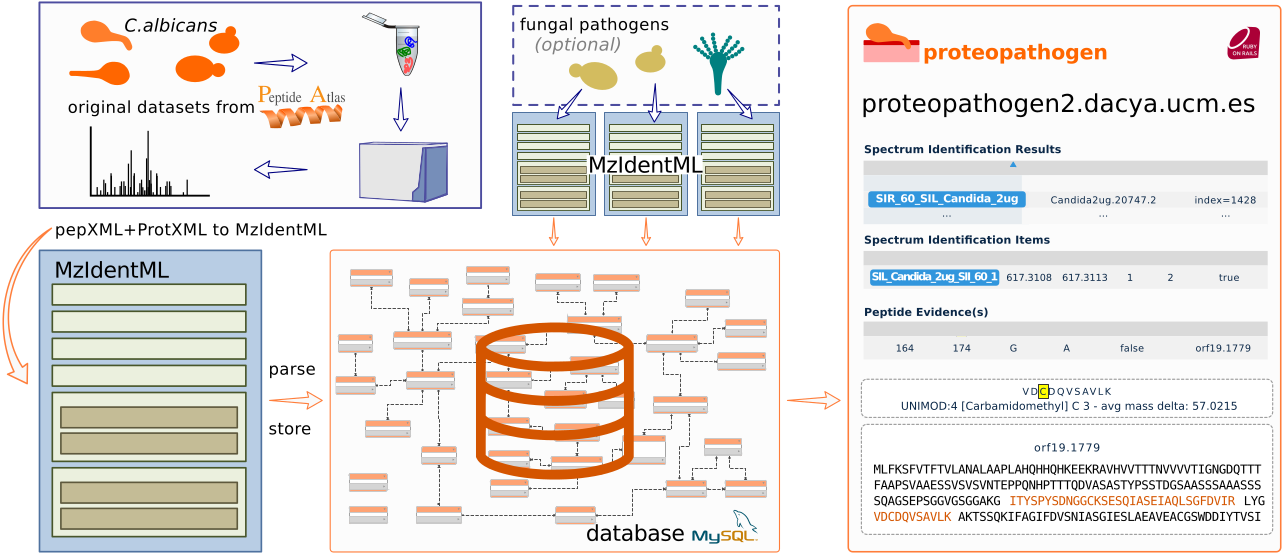 C.albicans
original datasets from
Peptide Atlas
fungal pathogens
(optional)
MzIdentML
pepXML+ProtXML to MzIdentML
MzIdentML
parse
store
database MySQL
proteopathogen
RUBY
ON RAILS
proteopathogen2.dacya.ucm.es
Spectrum Identification Results
SIR_60_SIL_Candida_2ug Candida2ug.20747.2 index=1428
... ... ...
Spectrum Identification Items
SIL_Candida_2ug_SII_60_1 617.3108 617.3113 1 2 true
Peptide Evidence(s)
164 174 G A false orf19.1779
VDCDQVSAVLK
UNIMOD:4 [Carbamidomethyl] C 3 - avg mass delta: 57.0215
orf19.1779
MLFKSFVTFTVLANALAAPLAHQHHQHKEEKRAVHVVTTTNVVVVTIGNGDQTTT
FAAPSVAAESSVSVSVNTEPPQNHPTTTQDVASASTYPSSTDGSAASSSAAASSS
SQAGSEPSGGVGSGGAKG ITYSPYSDNGGCKSESQIASEIAQLSGFDVIR LYG
VDCDQVSAVLK AKTSSQKIFAGIFDVSNIASGIESLAEAVEACGSWDDIYTVSI